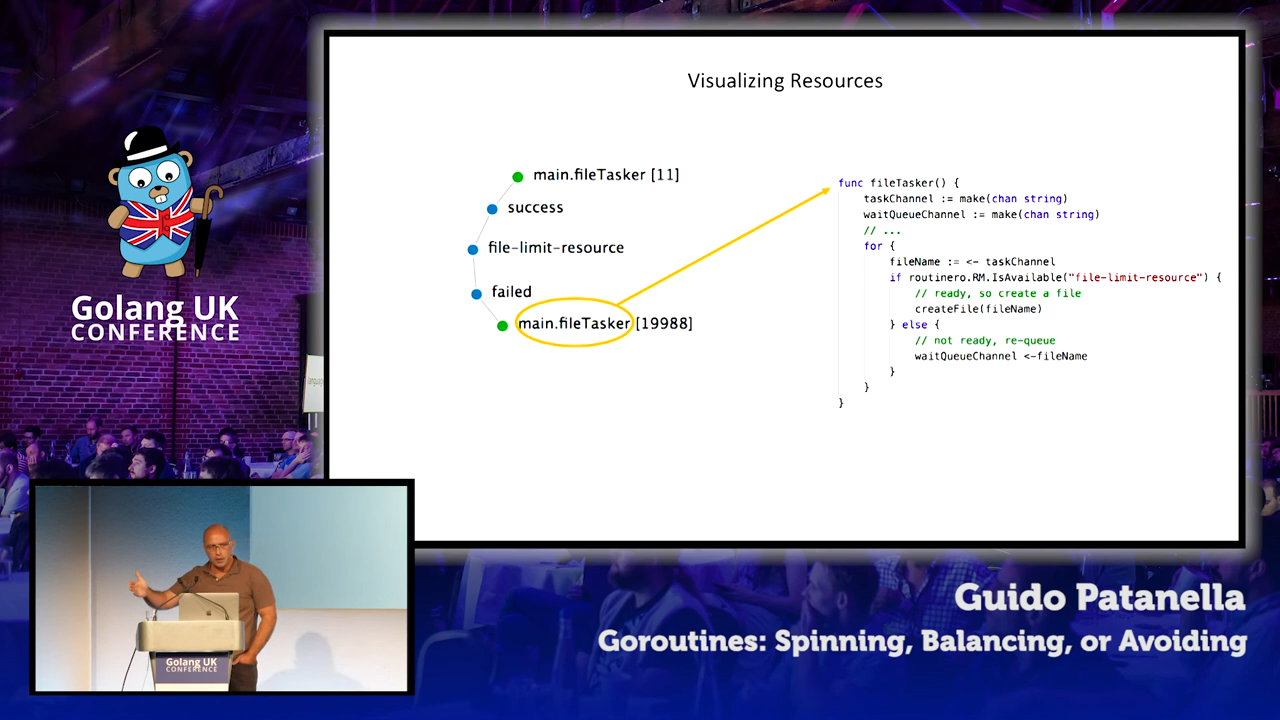 Visualizing Resources
main.fileTasker [11]
success
file-limit-resource
failed
main.fileTasker [19988]
func fileTasker() {
taskChannel := make(chan string)
waitQueueChannel := make(chan string)
// ...
for {
fileName := <- taskChannel
if routinero.RM.IsAvailable("file-limit-resource") {
// ready, so create a file
createFile(fileName)
} else {
// not ready, re-queue
waitQueueChannel <-fileName
}
}
}
Golang UK
CONFERENCE
Golang UK
CONFERENCE
Guido Patanella
Goroutines: Spinning, Balancing, or Avoiding